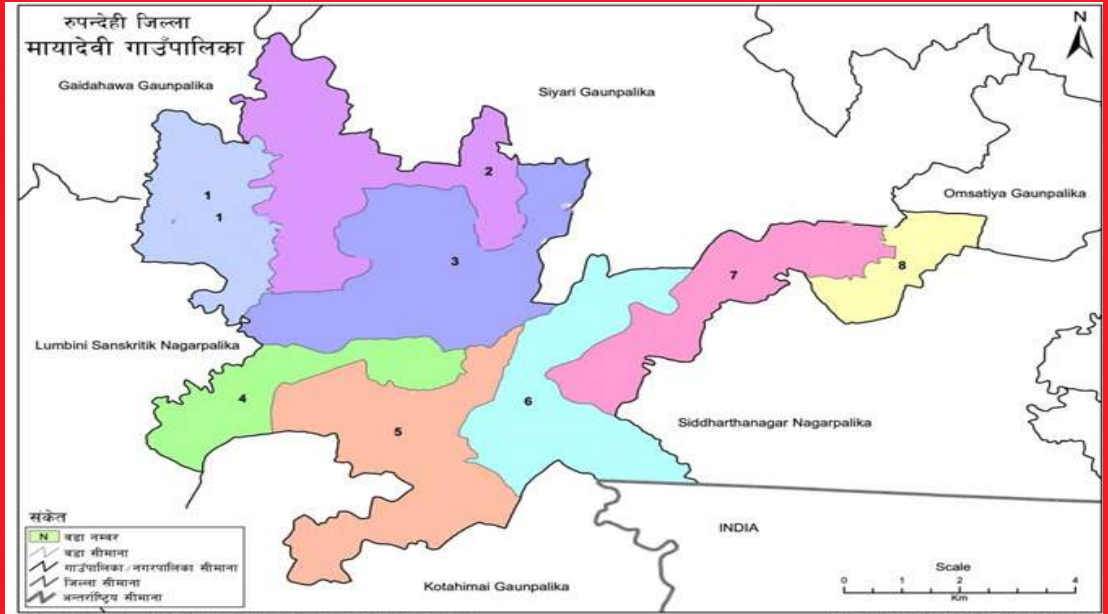 रुपन्देही जिल्ला
मायादेवी गाउँपालिका
N
Gaidahawa Gaunpalika
Siyari Gaunpalika
Omsatiya Gaunpalika
1
1
2
3
7
8
Lumbini Sanskritik Nagarpalika
4
5
6
Siddharthanagar Nagarpalika
INDIA
Kotahimai Gaunpalika
संकेत
N वडा नम्बर
वडा सीमाना
गाउँपालिका/नगरपालिका सीमाना
जिल्ला सीमाना
अन्तर्राष्ट्रिय सीमाना
Scale
0 1 2 4
Km